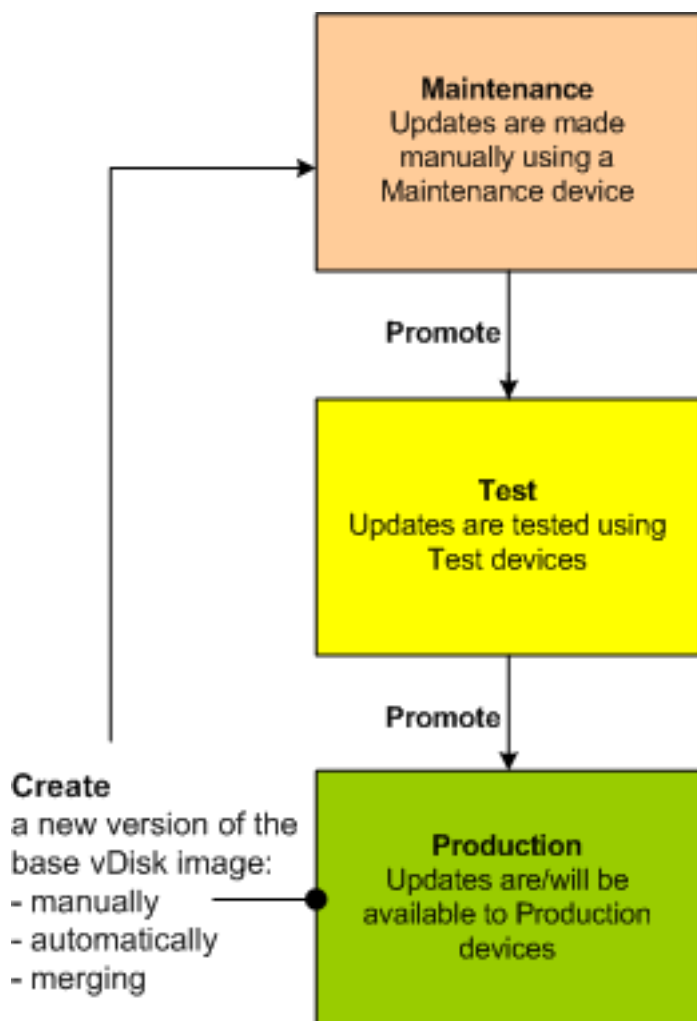 Maintenance
Updates are made
manually using a
Maintenance device
Promote
Test
Updates are tested using
Test devices
Promote
Production
Updates are/will be
available to Production
devices
Create
a new version of the
base vDisk image:
- manually
- automatically
- merging